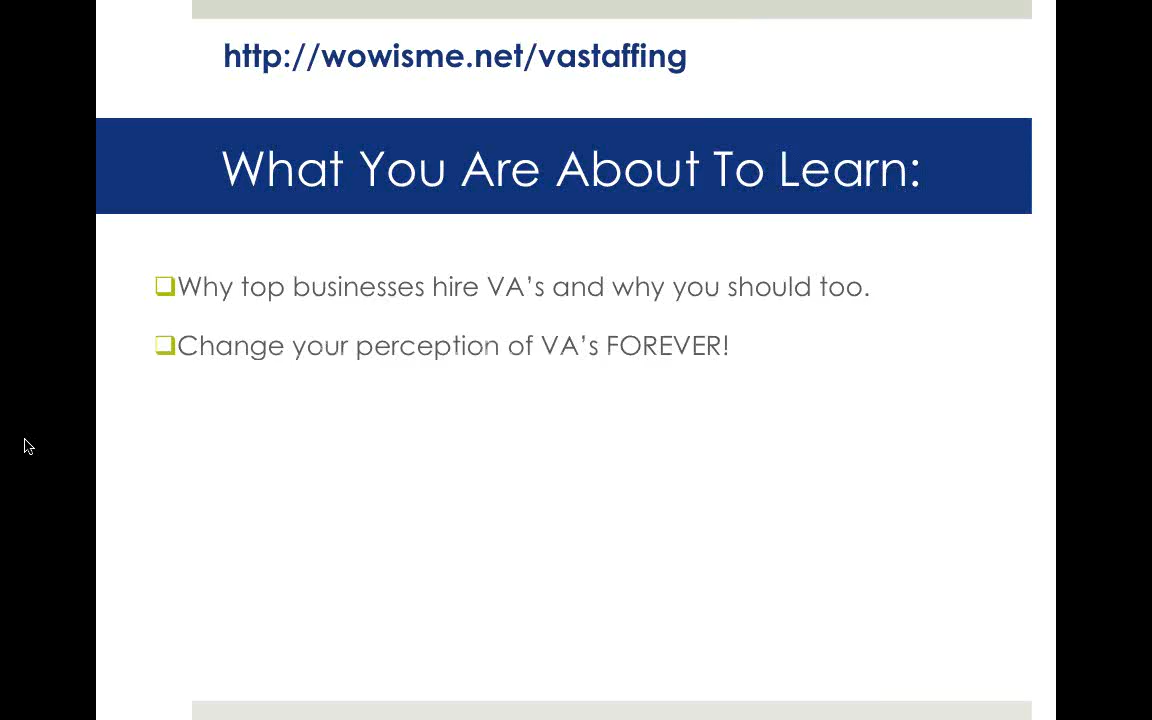 http://wowisme.net/vastaffing
What You Are About To Learn:
Why top businesses hire VA’s and why you should too.
Change your perception of VA’s FOREVER!